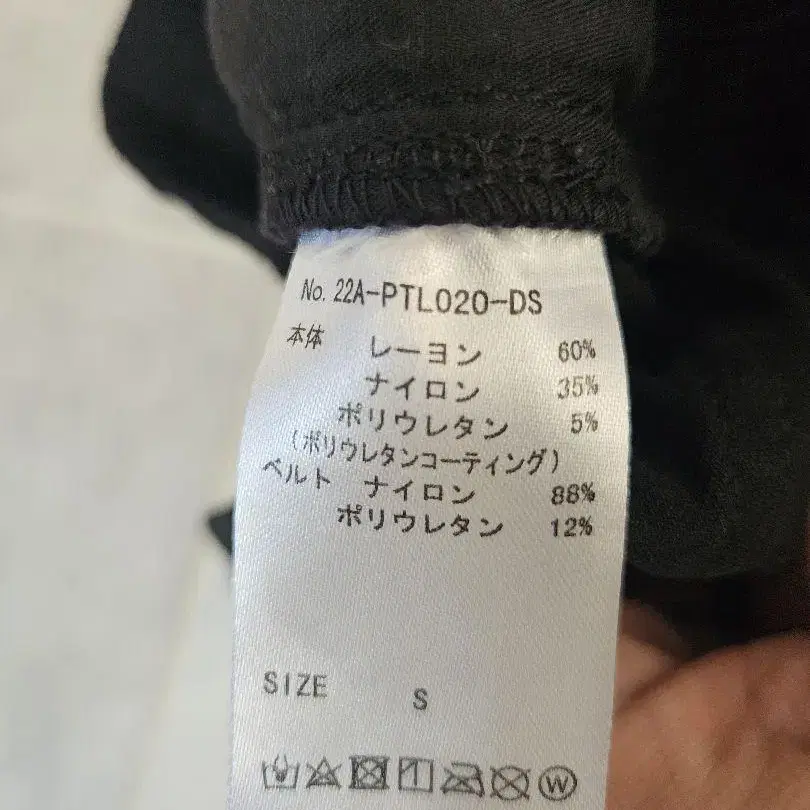 No. 22A-PTL020-DS
本体 レーヨン 60%
ナイロン 35%
ポリウレタン 5%
(ポリウレタンコーティング)
ベルト ナイロン 88%
ポリウレタン 12%
SIZE S
W